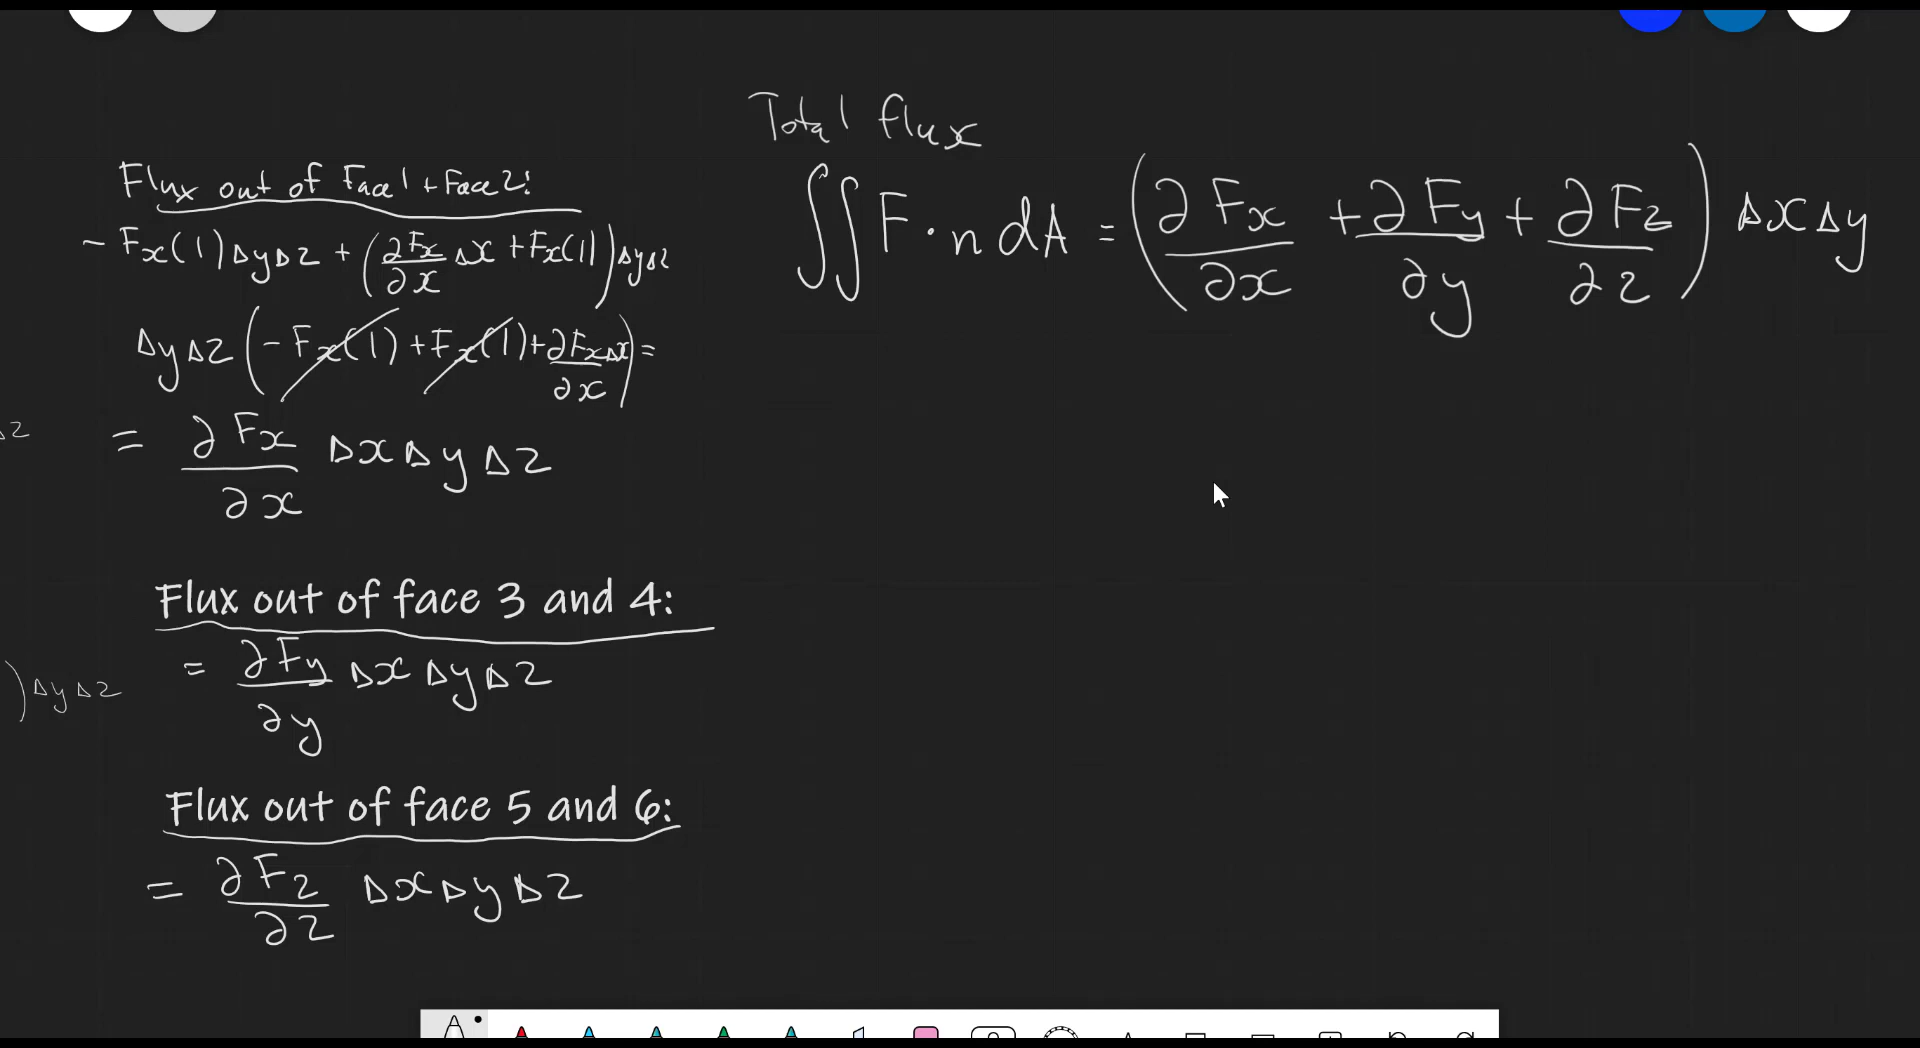 Total flux
∬ F · n dA = (∂Fx/∂x + ∂Fy/∂y + ∂Fz/∂z) ΔxΔy
Flux out of Face 1 + Face 2:
- Fx(1) ΔyΔz + (∂Fx/∂x Δx + Fx(1)) ΔyΔz
ΔyΔz (- Fx(1) + Fx(1) + ∂Fx/∂x Δx) =
= ∂Fx/∂x ΔxΔyΔz
Δz
Flux out of face 3 and 4:
= ∂Fy/∂y ΔxΔyΔz
) ΔyΔz
Flux out of face 5 and 6:
= ∂Fz/∂z ΔxΔyΔz